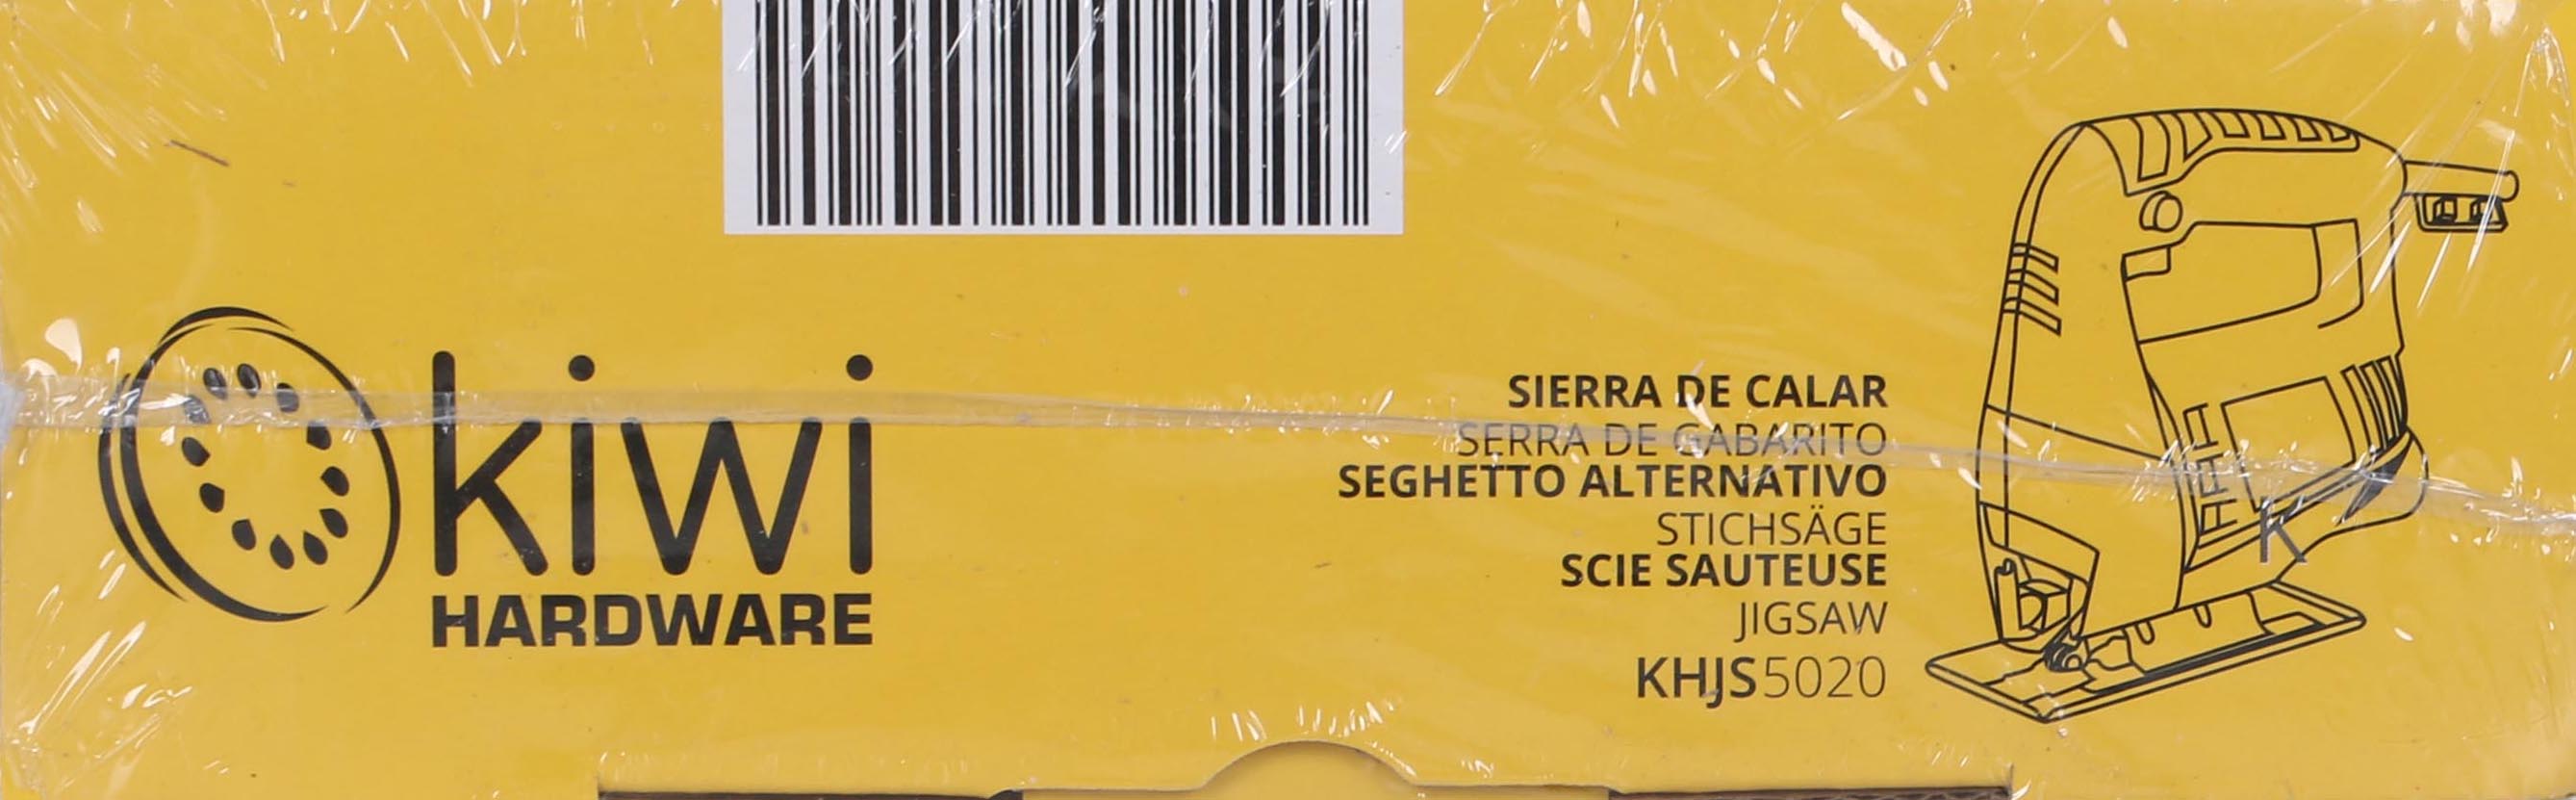 kiwi
HARDWARE
SIERRA DE CALAR
SERRA DE GABARITO
SEGHETTO ALTERNATIVO
STICHSÄGE
SCIE SAUTEUSE
JIGSAW
KHJS5020
K